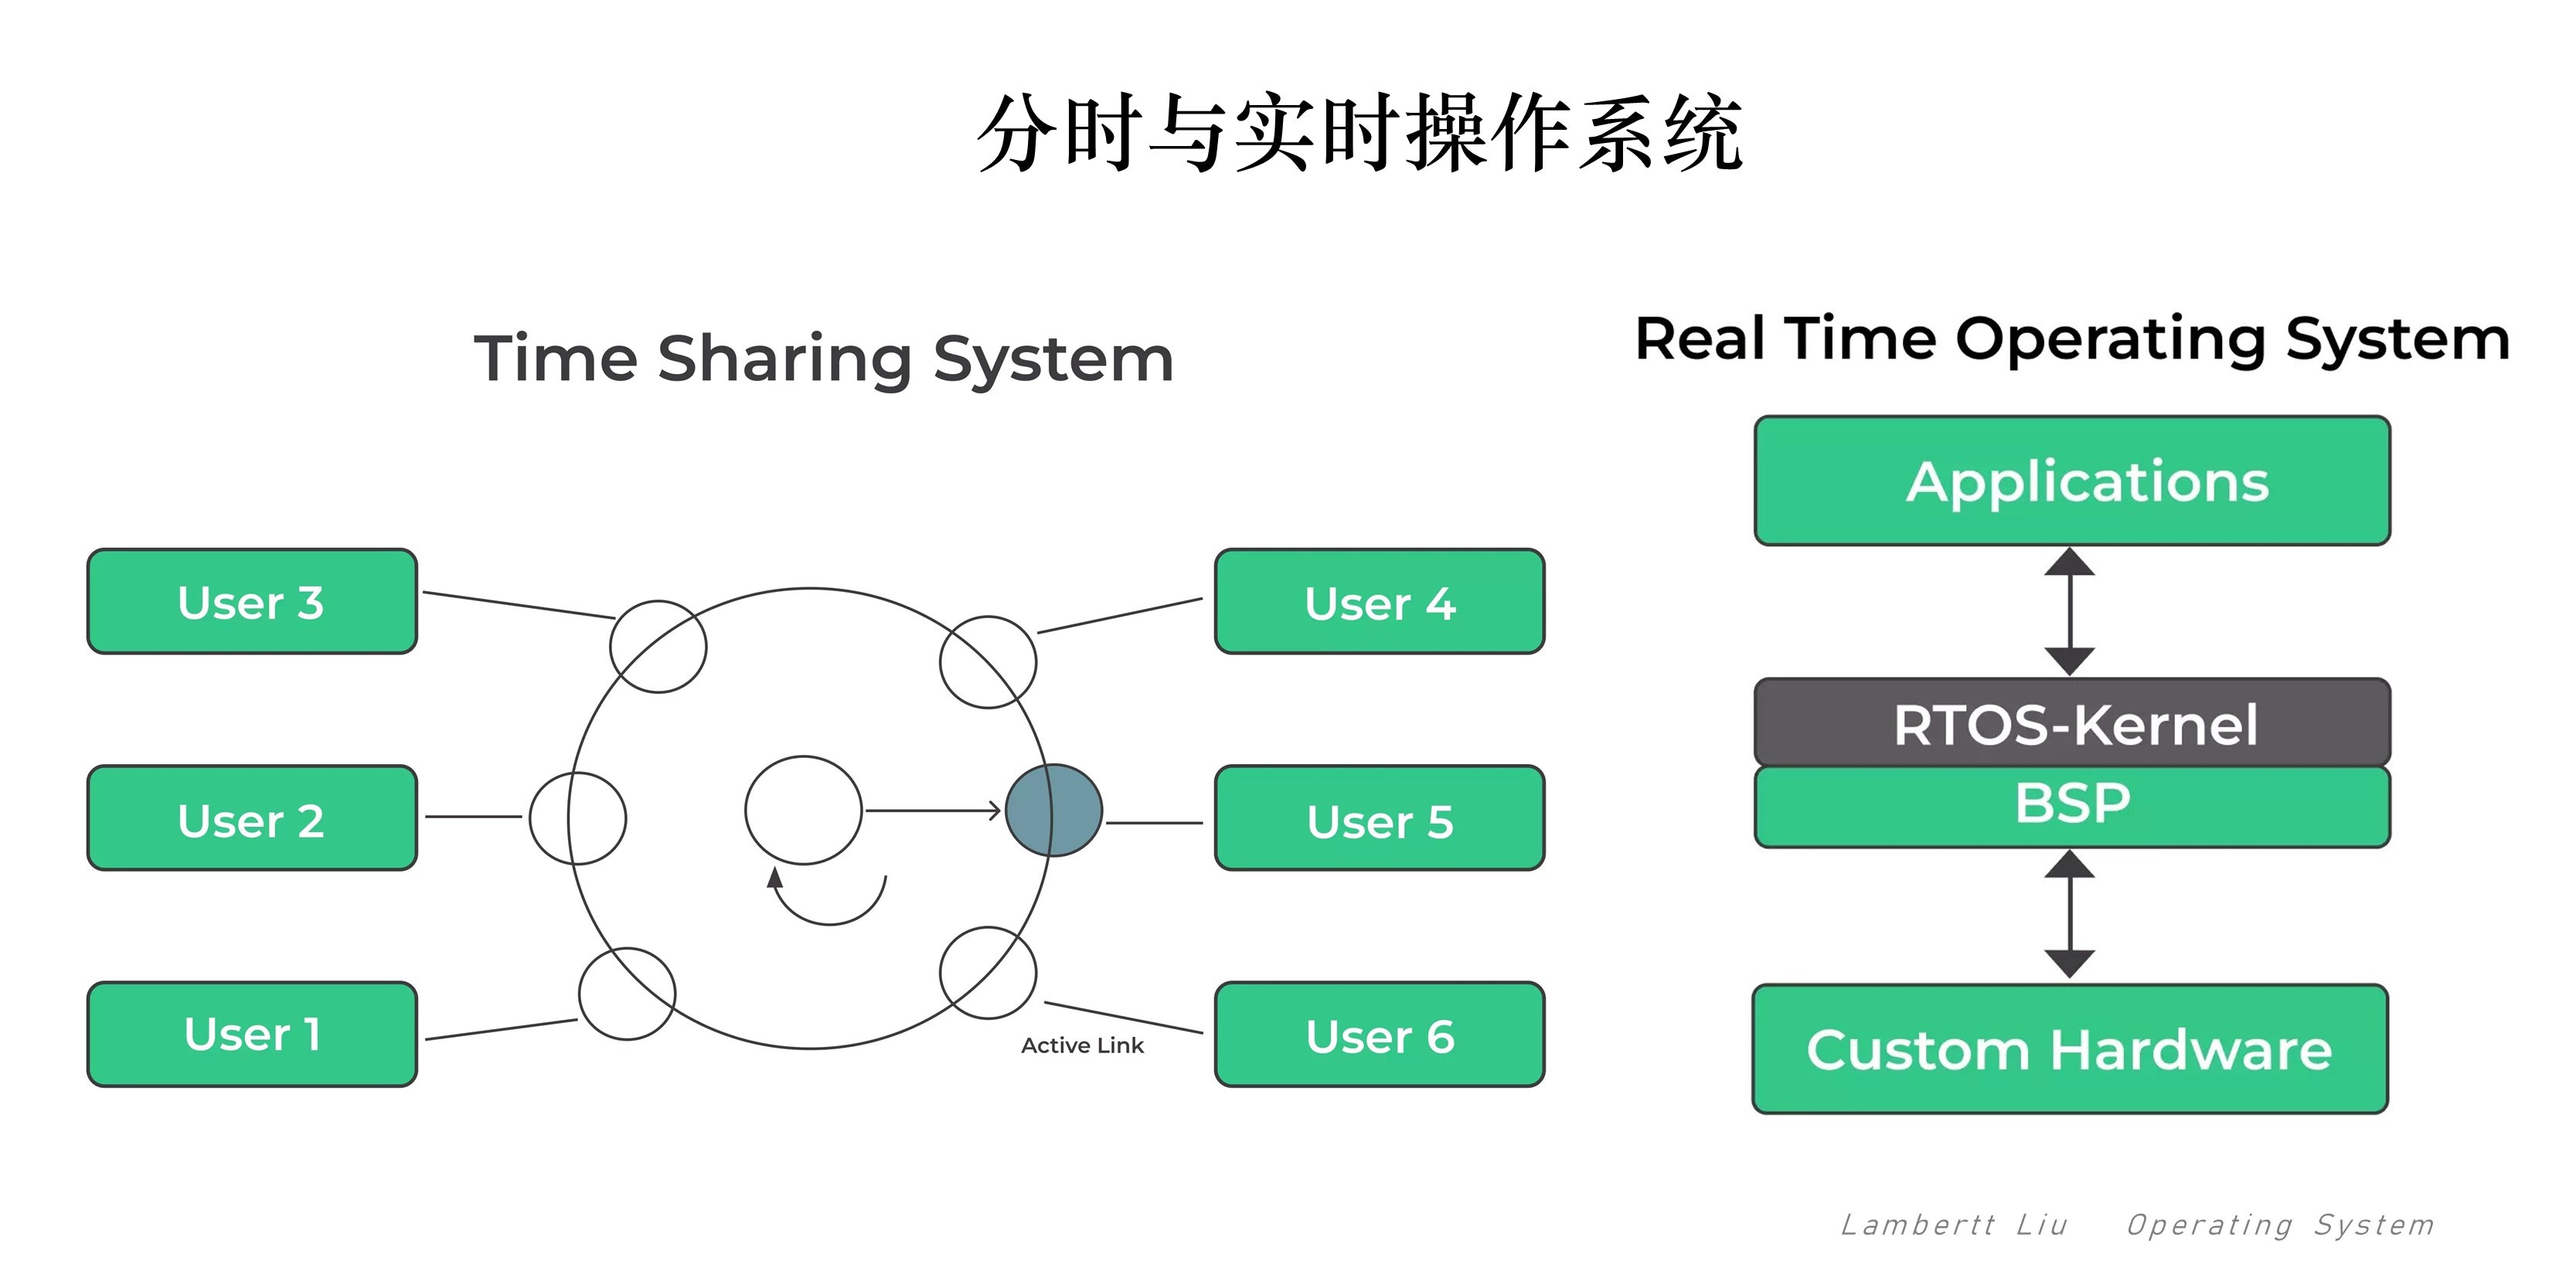 分时与实时操作系统
Time Sharing System
User 3
User 2
User 1
User 4
User 5
User 6
Active Link
Real Time Operating System
Applications
RTOS-Kernel
BSP
Custom Hardware
Lambertt Liu Operating System